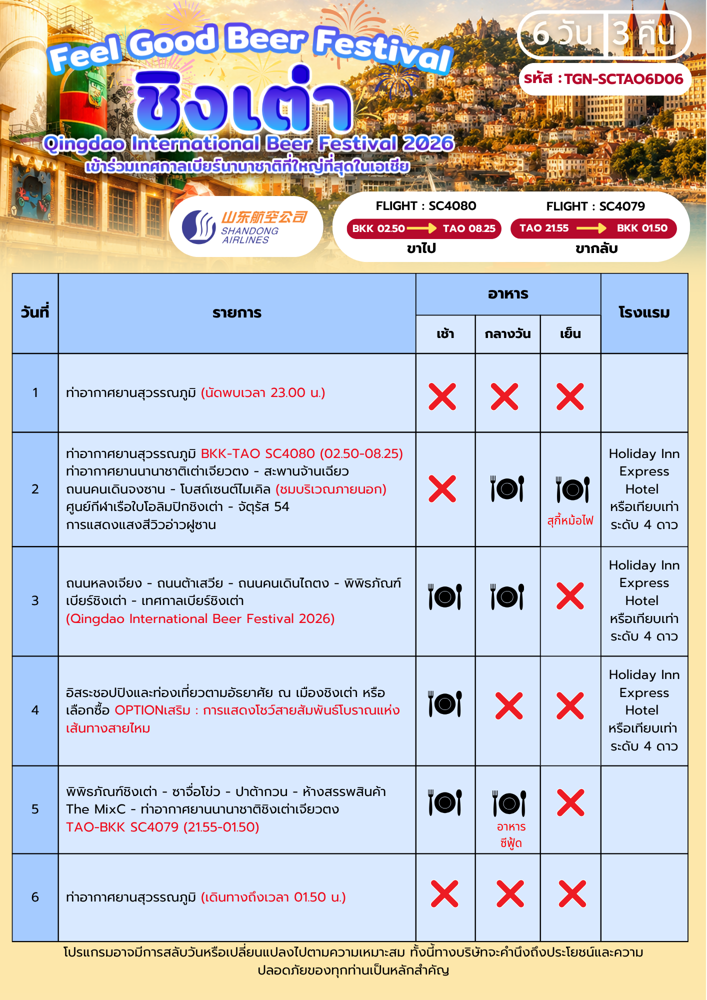 Feel Good Beer Festival
ชิงเต่า
Qingdao International Beer Festival 2026
เข้าร่วมเทศกาลเบียร์นานาชาติที่ใหญ่ที่สุดในเอเชีย
6 วัน 3 คืน
รหัส : TGN-SCTAO6D06
山东航空公司
SHANDONG
AIRLINES
FLIGHT : SC4080
BKK 02.50 TAO 08.25
ขาไป
FLIGHT : SC4079
TAO 21.55 BKK 01.50
ขากลับ
วันที่ รายการ อาหาร โรงแรม
เช้า กลางวัน เย็น
1
ท่าอากาศยานสุวรรณภูมิ (นัดพบเวลา 23.00 น.)
2
ท่าอากาศยานสุวรรณภูมิ BKK-TAO SC4080 (02.50-08.25)
ท่าอากาศยานนานาชาติเต่าเจียวตง - สะพานจ้านเฉียว
ถนนคนเดินจงซาน - โบสถ์เซนต์ไมเคิล (ชมบริเวณภายนอก)
ศูนย์กีฬาเรือใบโอลิมปิกชิงเต่า - จัตุรัส 54
การแสดงแสงสีวิวอ่าวฝูซาน
สุกี้หม้อไฟ
Holiday Inn
Express
Hotel
หรือเทียบเท่า
ระดับ 4 ดาว
3
ถนนหลงเจียง - ถนนต้าเสวีย - ถนนคนเดินไถตง - พิพิธภัณฑ์
เบียร์ชิงเต่า - เทศกาลเบียร์ชิงเต่า
(Qingdao International Beer Festival 2026)
Holiday Inn
Express
Hotel
หรือเทียบเท่า
ระดับ 4 ดาว
4
อิสระชอปปิงและท่องเที่ยวตามอัธยาศัย ณ เมืองชิงเต่า หรือ
เลือกซื้อ OPTIONเสริม : การแสดงโชว์สายสัมพันธ์โบราณแห่ง
เส้นทางสายไหม
Holiday Inn
Express
Hotel
หรือเทียบเท่า
ระดับ 4 ดาว
5
พิพิธภัณฑ์ชิงเต่า - ซาจื่อโข่ว - ปาต้ากวน - ห้างสรรพสินค้า
The MixC - ท่าอากาศยานนานาชาติชิงเต่าเจียวตง
TAO-BKK SC4079 (21.55-01.50)
อาหาร
ซีฟู้ด
6
ท่าอากาศยานสุวรรณภูมิ (เดินทางถึงเวลา 01.50 น.)
โปรแกรมอาจมีการสลับวันหรือเปลี่ยนแปลงไปตามความเหมาะสม ทั้งนี้ทางบริษัทจะคำนึงถึงประโยชน์และความ
ปลอดภัยของทุกท่านเป็นหลักสำคัญ